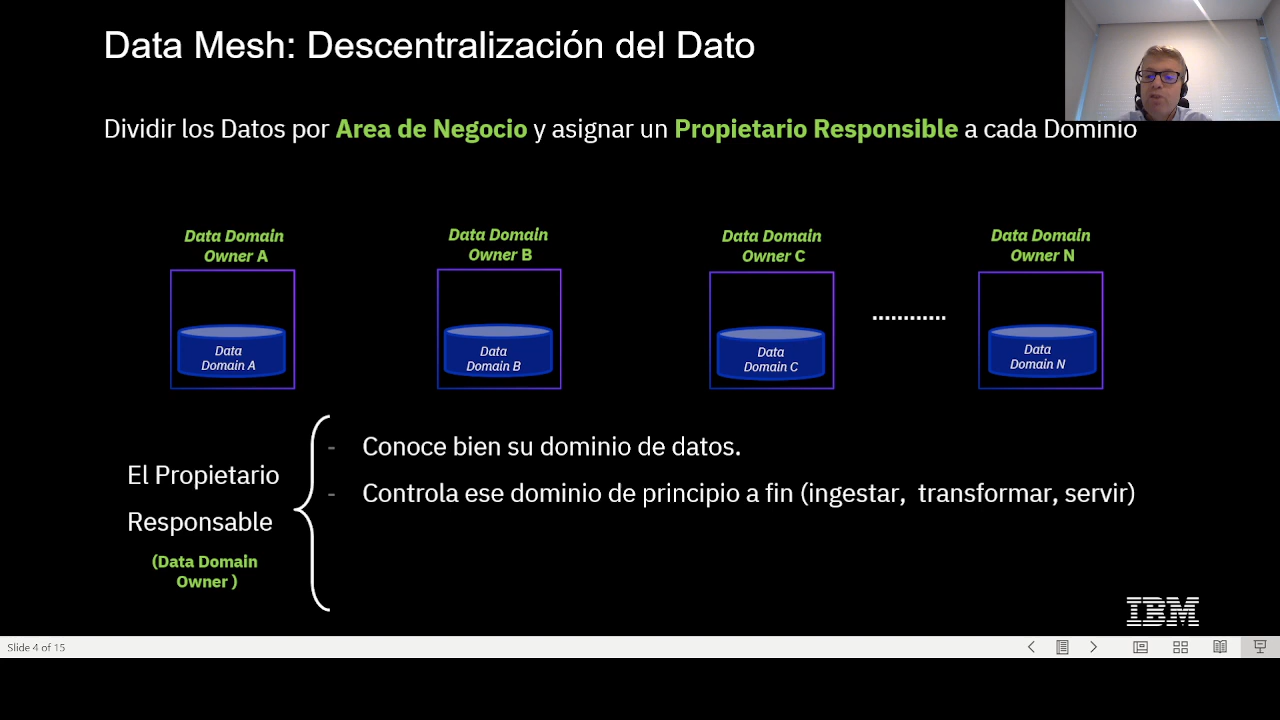 Data Mesh: Descentralización del Dato
Dividir los Datos por Area de Negocio y asignar un Propietario Responsible a cada Dominio
Data Domain
Owner A
Data Domain
Owner B
Data Domain
Owner C
Data Domain
Owner N
Data
Domain A
Data
Domain B
Data
Domain C
............
Data
Domain N
El Propietario
Responsable
(Data Domain
Owner )
- Conoce bien su dominio de datos.
- Controla ese dominio de principio a fin (ingestar, transformar, servir)
IBM
Slide 4 of 15